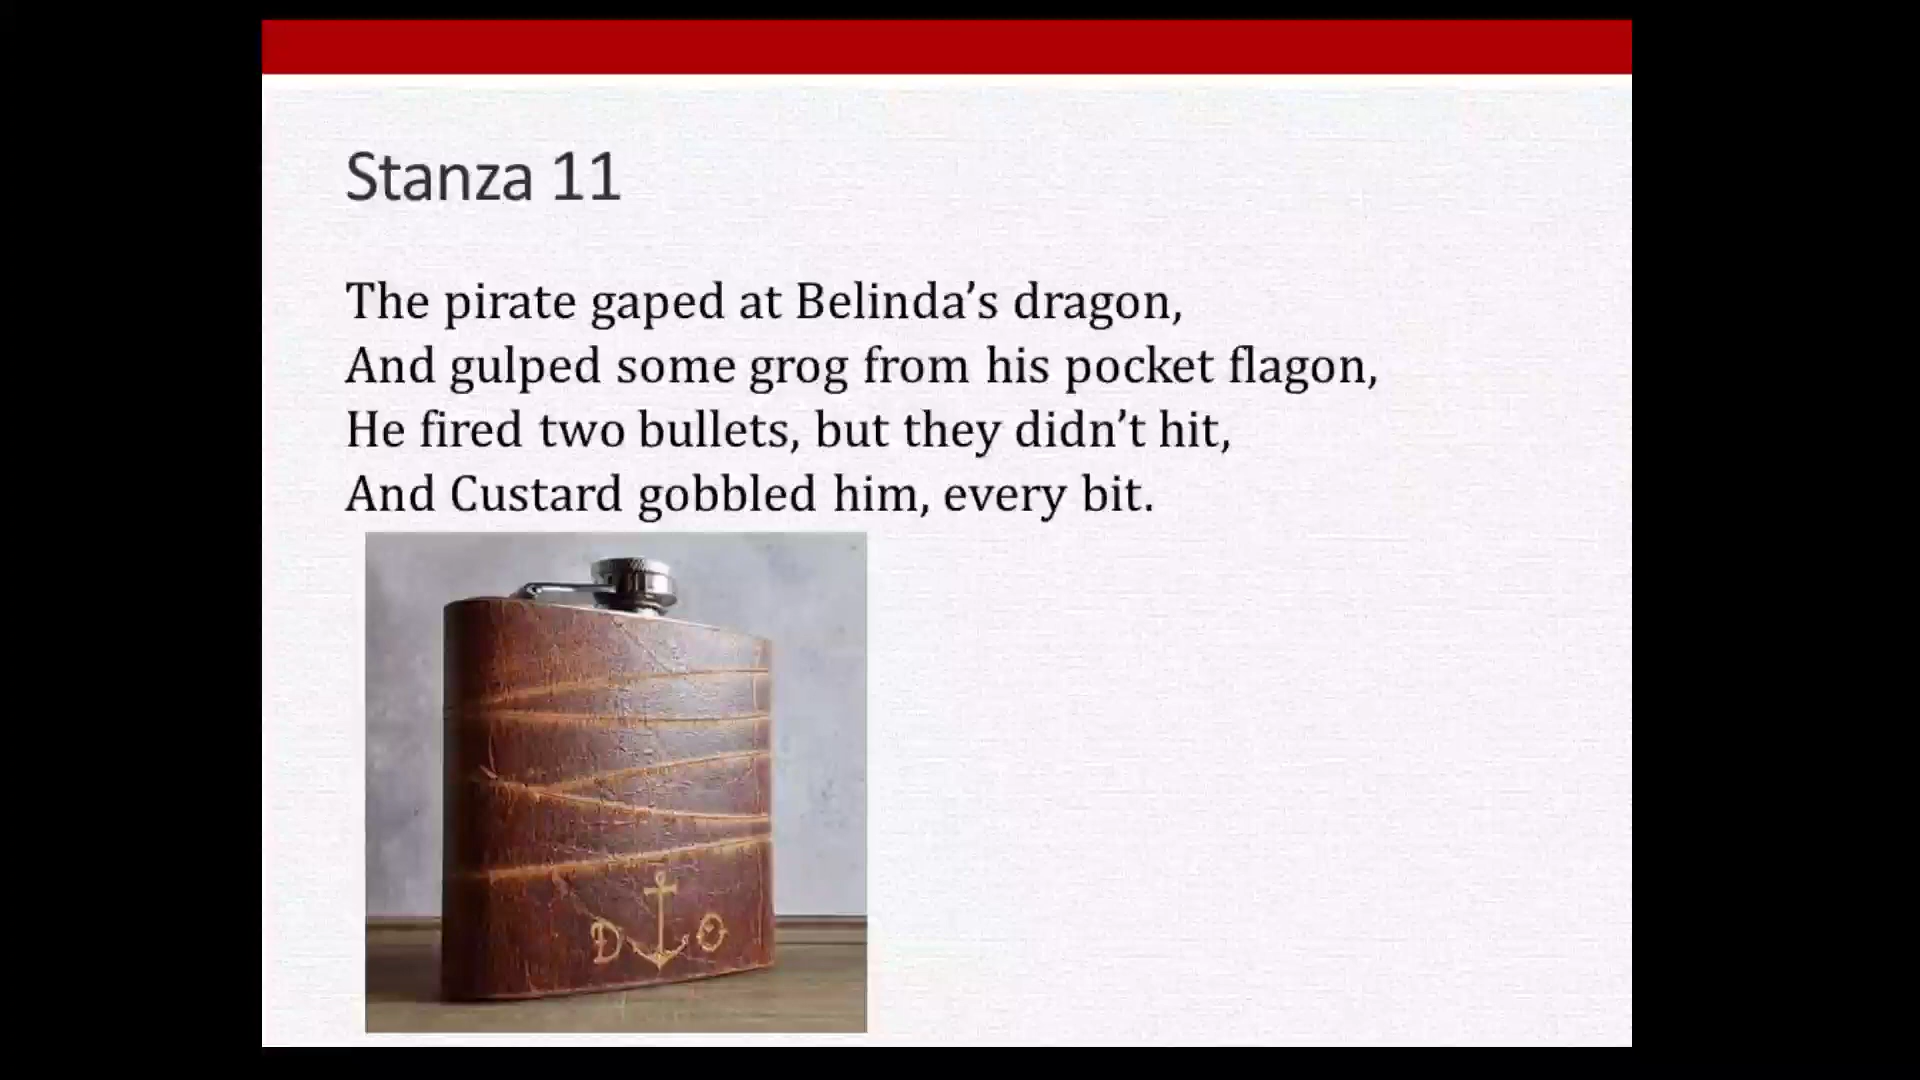 Stanza 11
The pirate gaped at Belinda’s dragon,
And gulped some grog from his pocket flagon,
He fired two bullets, but they didn’t hit,
And Custard gobbled him, every bit.
D O